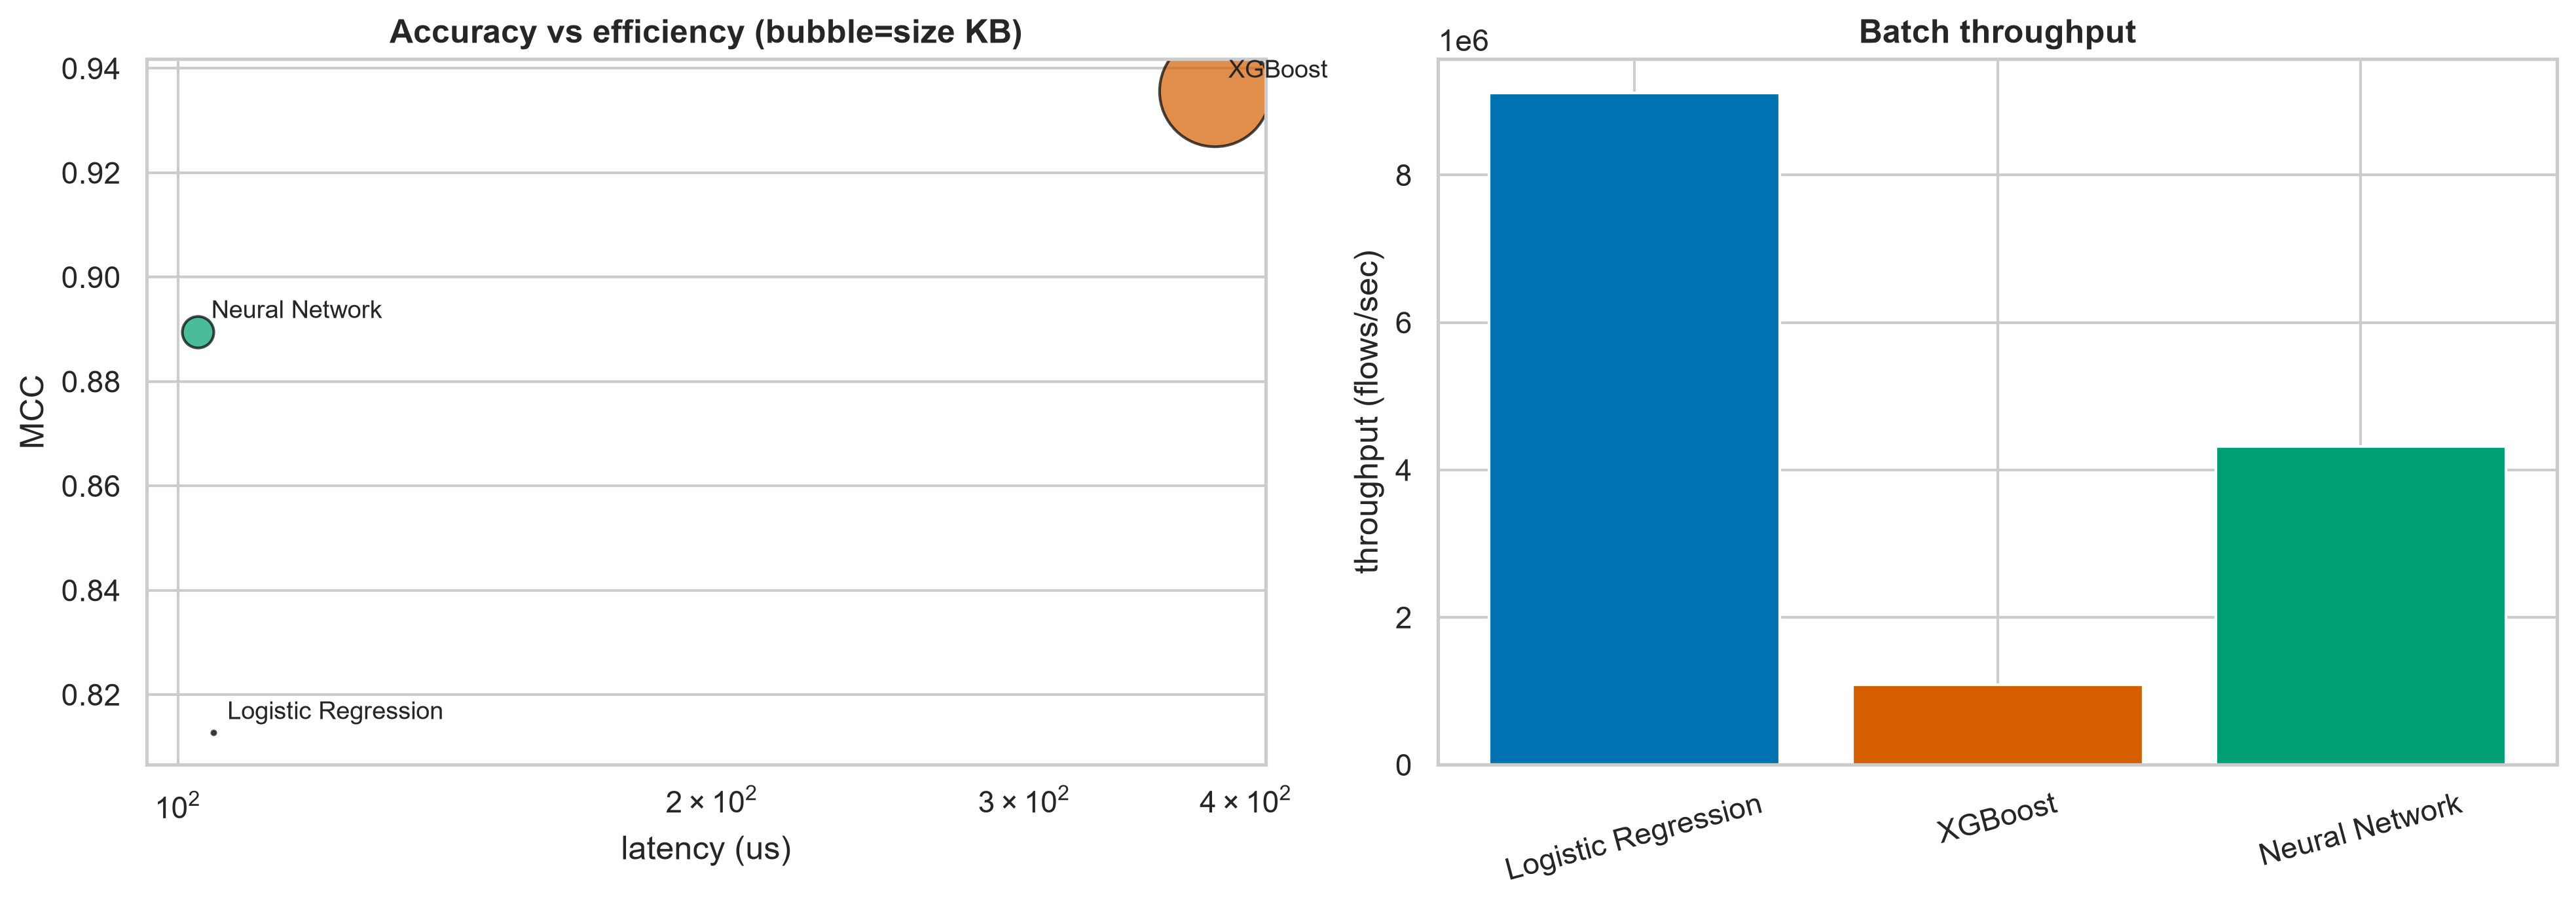 Accuracy vs efficiency (bubble=size KB)
MCC
0.94
0.92
0.90
0.88
0.86
0.84
0.82
XGBoost
Neural Network
Logistic Regression
10²
2 × 10²
3 × 10²
4 × 10²
latency (us)
Batch throughput
1e6
throughput (flows/sec)
8
6
4
2
0
Logistic Regression
XGBoost
Neural Network